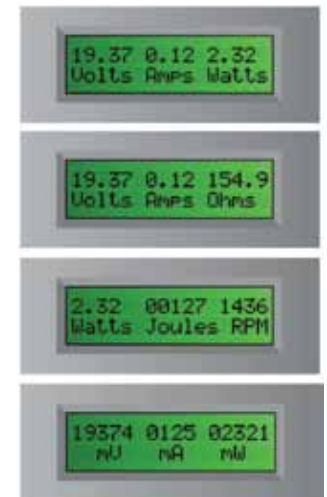 19.37 0.12 2.32
Volts Amps Watts
19.37 0.12 154.9
Volts Amps Ohms
2.32 00127 1436
Watts Joules RPM
19374 0125 02321
mV mA mW